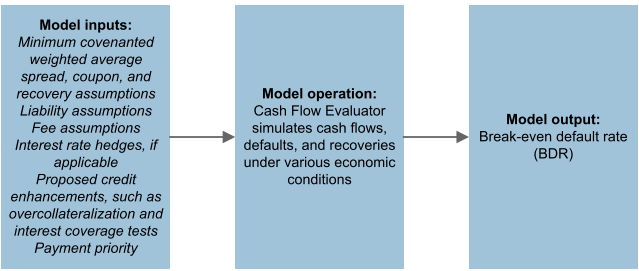 Model inputs:
Minimum covenanted
weighted average
spread, coupon, and
recovery assumptions
Liability assumptions
Fee assumptions
Interest rate hedges, if
applicable
Proposed credit
enhancements, such as
overcollateralization and
interest coverage tests
Payment priority
Model operation:
Cash Flow Evaluator
simulates cash flows,
defaults, and recoveries
under various economic
conditions
Model output:
Break-even default rate
(BDR)